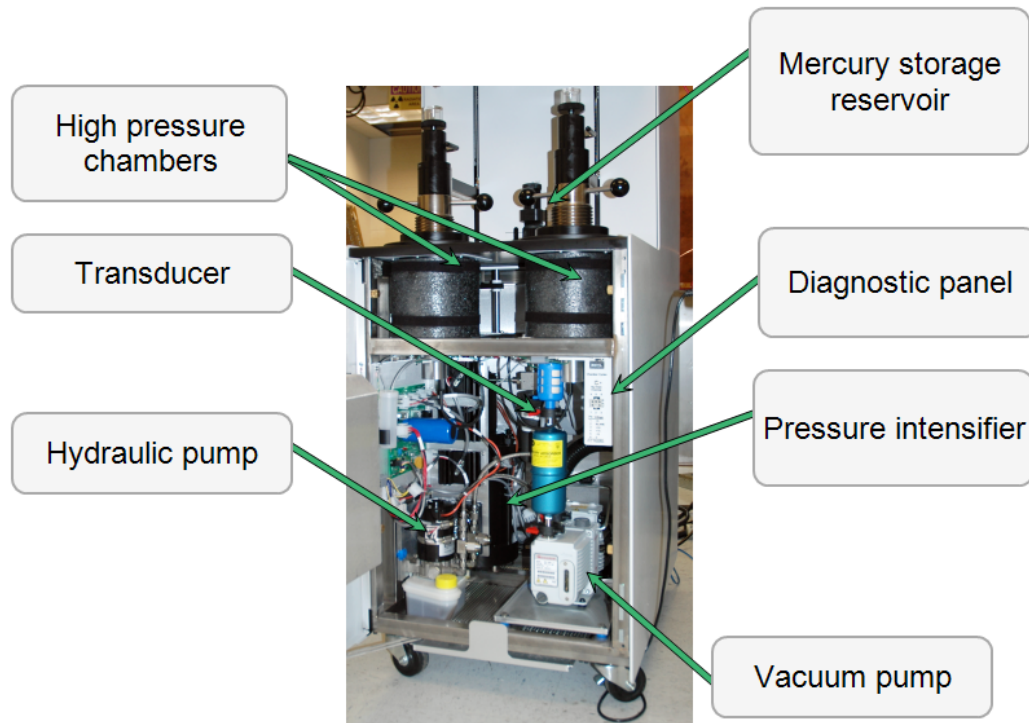 High pressure
chambers
Transducer
Hydraulic pump
Mercury storage
reservoir
Diagnostic panel
Pressure intensifier
Vacuum pump